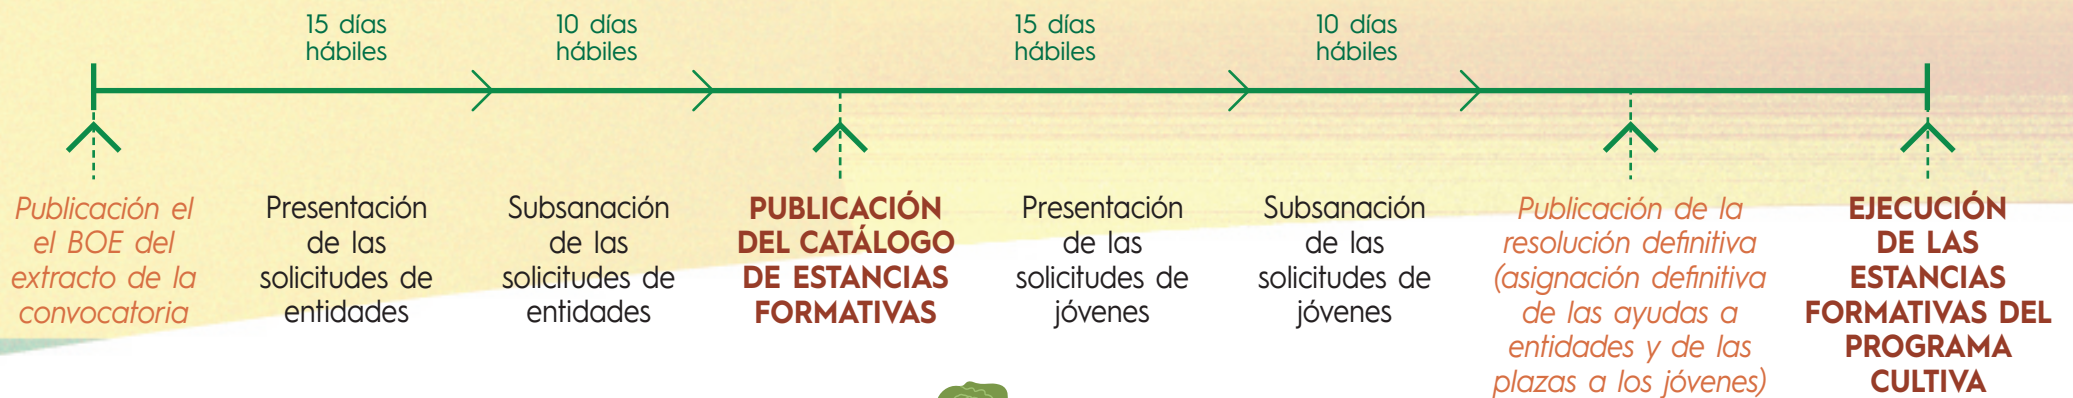 15 días
hábiles
10 días
hábiles
15 días
hábiles
10 días
hábiles
Publicación el
el BOE del
extracto de la
convocatoria
Presentación
de las
solicitudes de
entidades
Subsanación
de las
solicitudes de
entidades
PUBLICACIÓN
DEL CATÁLOGO
DE ESTANCIAS
FORMATIVAS
Presentación
de las
solicitudes de
jóvenes
Subsanación
de las
solicitudes de
jóvenes
Publicación de la
resolución definitiva
(asignación definitiva
de las ayudas a
entidades y de las
plazas a los jóvenes)
EJECUCIÓN
DE LAS
ESTANCIAS
FORMATIVAS DEL
PROGRAMA
CULTIVA